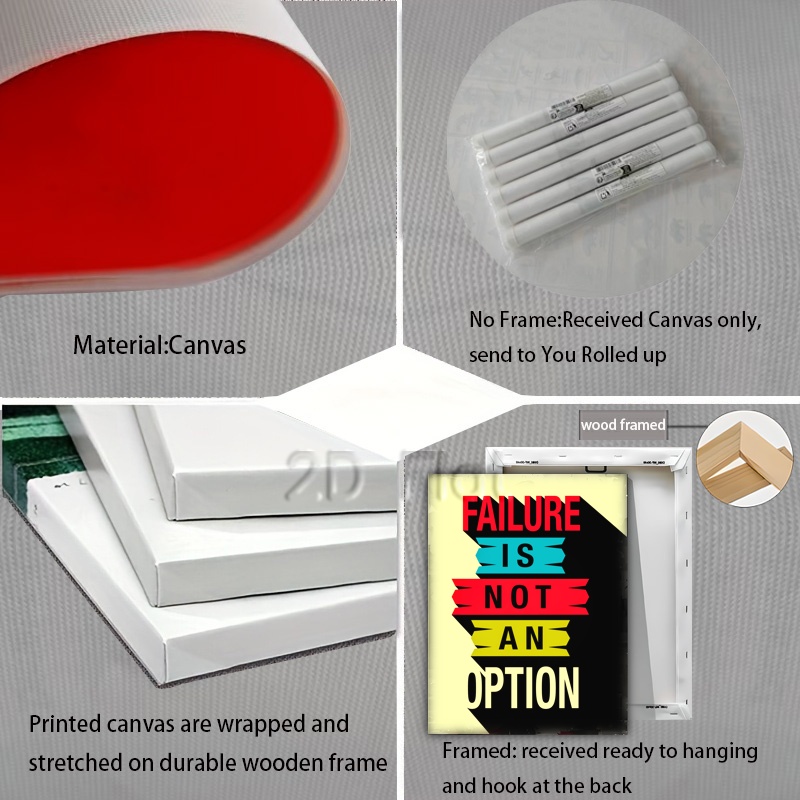 Material:Canvas
No Frame:Received Canvas only,
send to You Rolled up
2D Flat
Printed canvas are wrapped and
stretched on durable wooden frame
wood framed
FAILURE
IS
NOT
AN
OPTION
Framed: received ready to hanging
and hook at the back